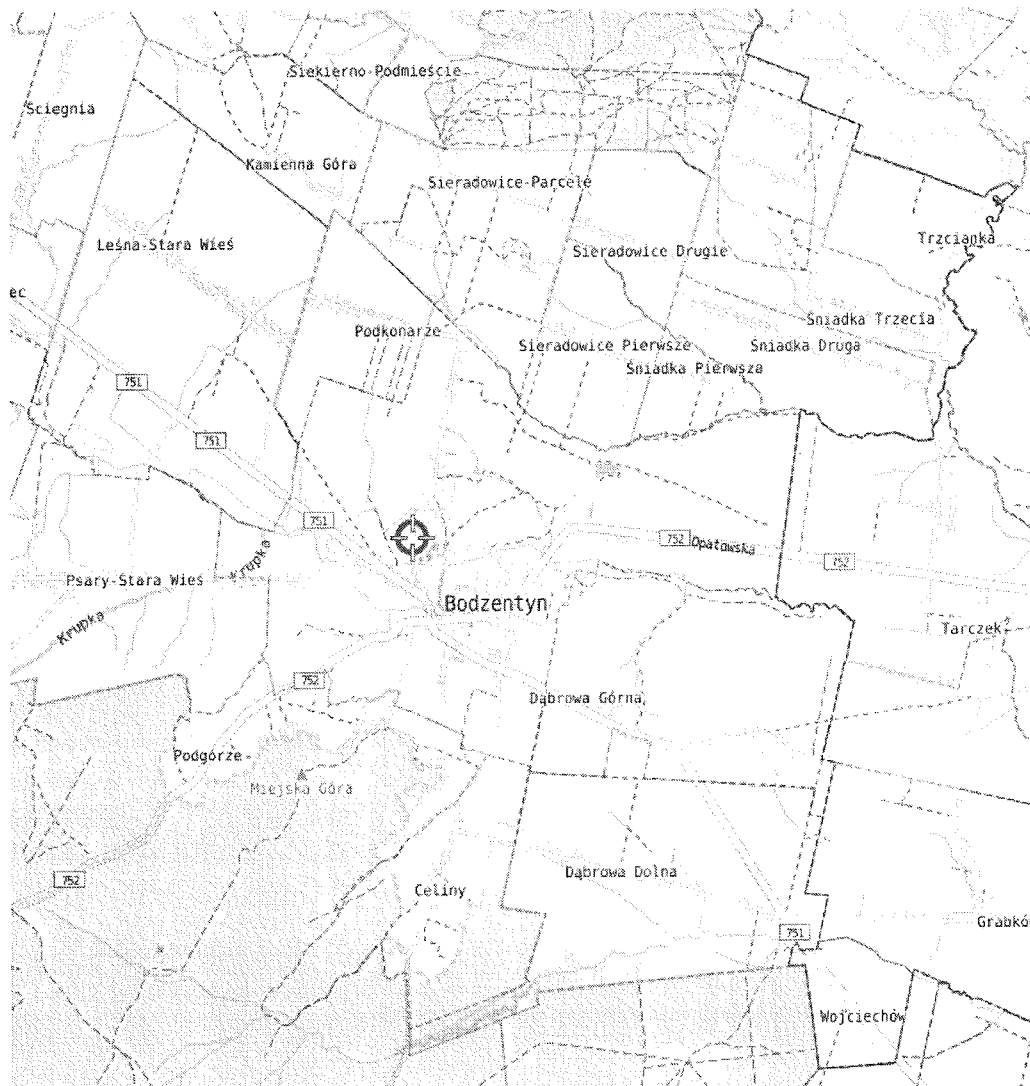 Siekierno-Podmieście
Ściegnia
Kamienna Góra
Sieradowice-Parcele
Trzcianka
Leśna-Stara Wieś
Sieradowice Drugie
ec
Śniadka Trzecia
Podkonarze
Sieradowice Pierwsze
Śniadka Druga
Śniadka Pierwsza
751
751
751
752
Opatowska
752
Krupka
Psary-Stara Wieś
Bodzentyn
Krupka
Tarczek
752
Dąbrowa Górna
Podgórze
Miejska Góra
Dąbrowa Dolna
752
Celiny
Grabkó
751
Wojciechów